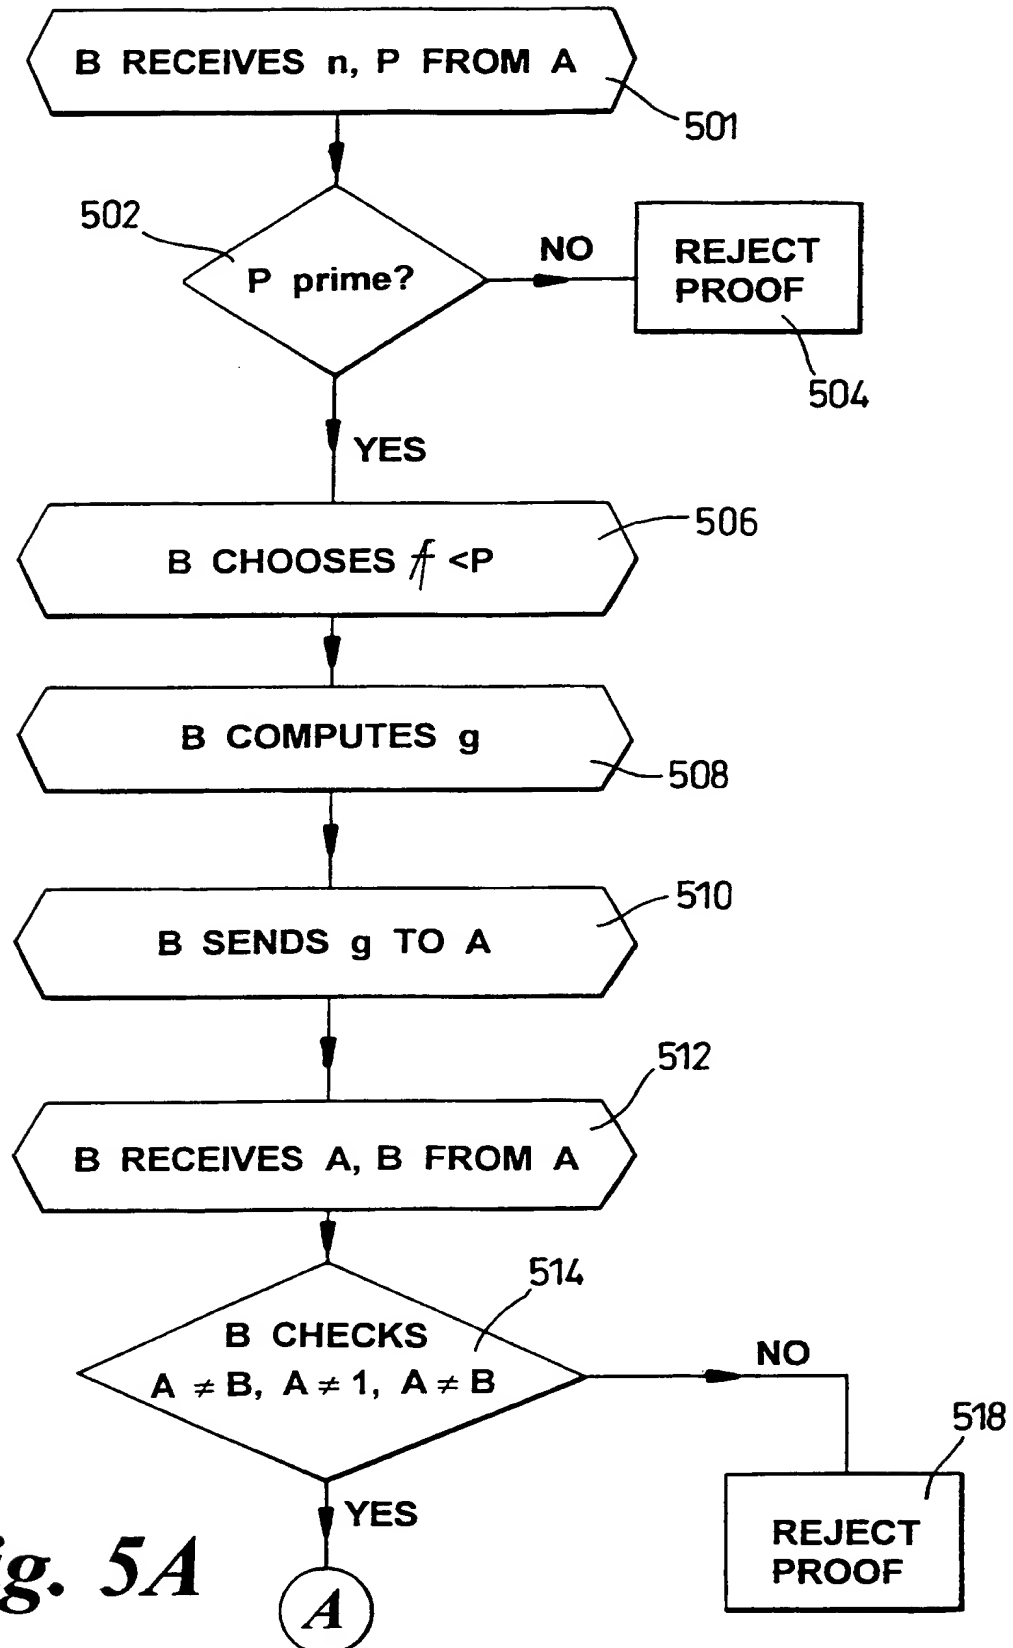 B RECEIVES n, P FROM A
501
502
P prime?
NO
REJECT
PROOF
504
YES
506
B CHOOSES f <P
B COMPUTES g
508
510
B SENDS g TO A
512
B RECEIVES A, B FROM A
514
B CHECKS
A ≠ B, A ≠ 1, A ≠ B
NO
518
REJECT
PROOF
YES
ig. 5A
A